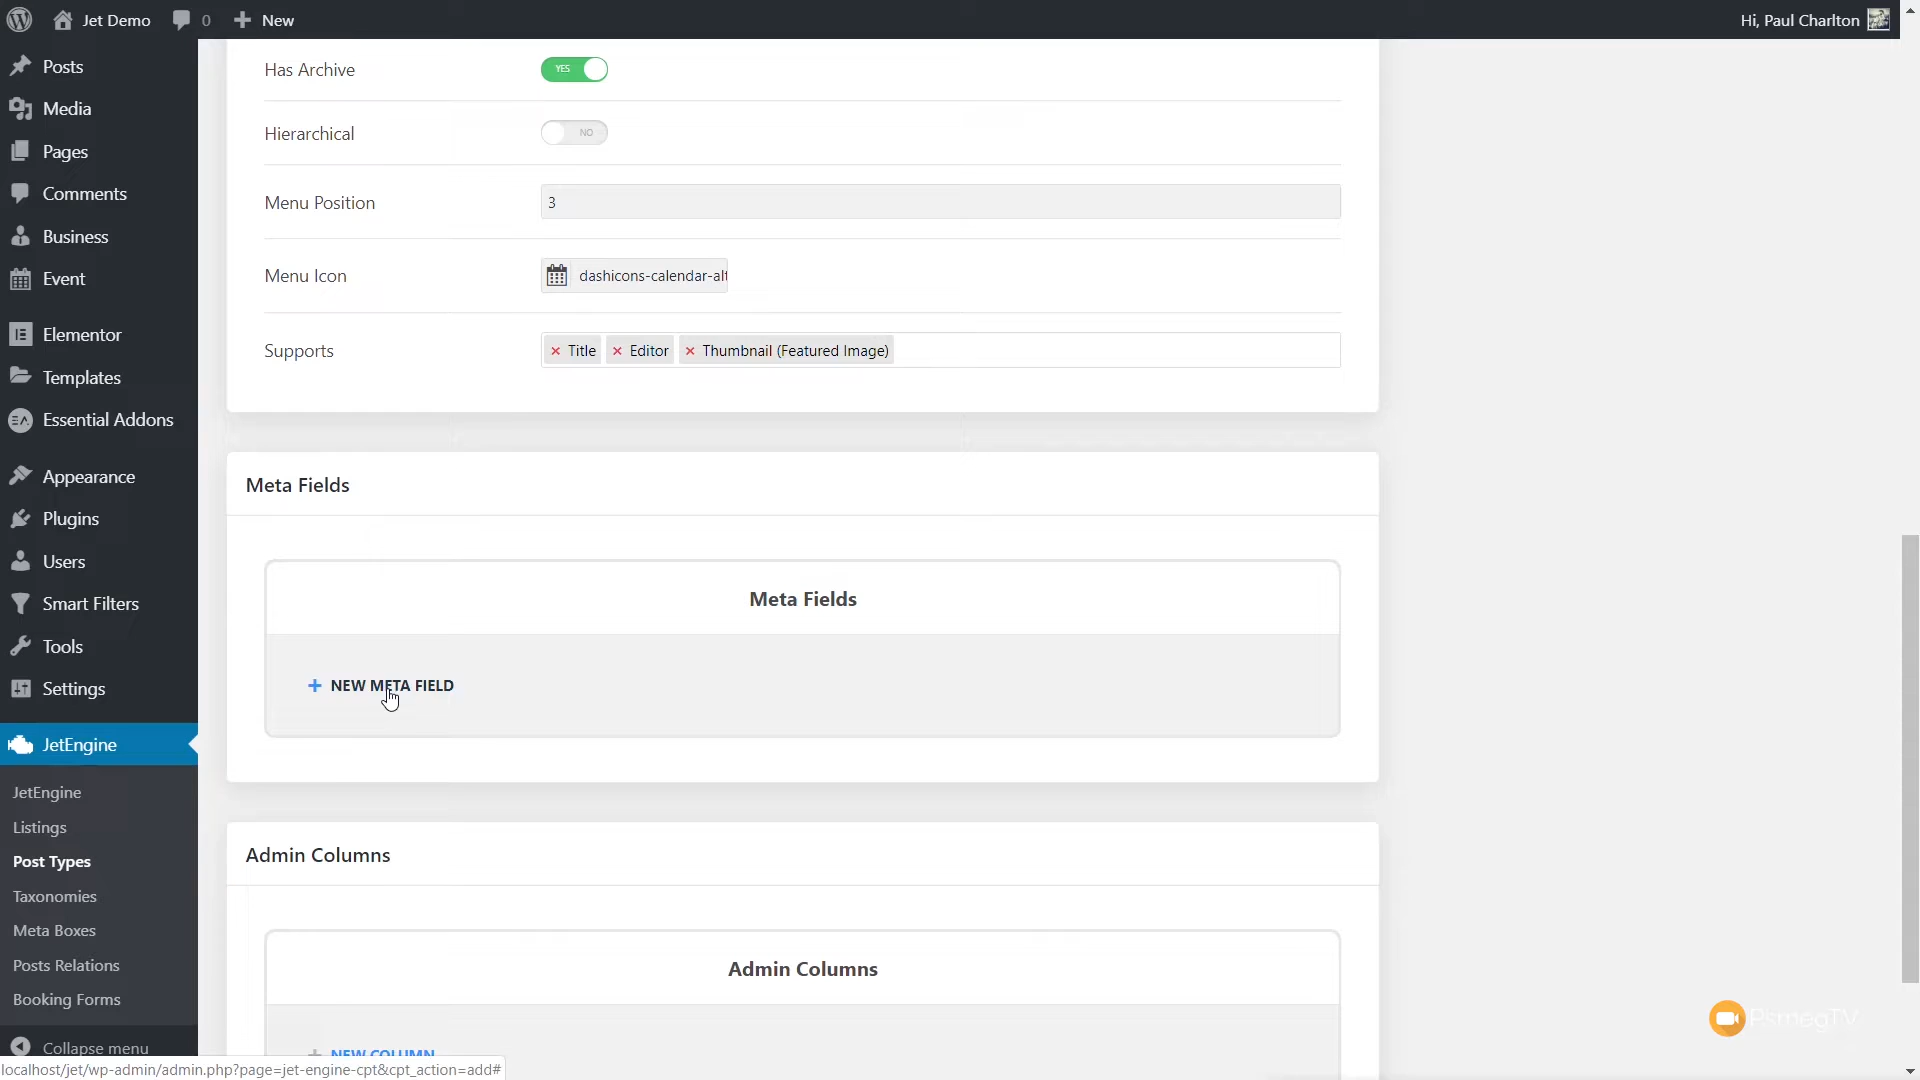 Jet Demo
0
New
Hi, Paul Charlton
Posts
Media
Pages
Comments
Business
Event
Elementor
Templates
EA
Essential Addons
Appearance
Plugins
Users
Smart Filters
Tools
Settings
JetEngine
JetEngine
Listings
Post Types
Taxonomies
Meta Boxes
Posts Relations
Booking Forms
Collapse menu
Has Archive
YES
Hierarchical
NO
Menu Position
3
Menu Icon
dashicons-calendar-alt
Supports
× Title × Editor × Thumbnail (Featured Image)
Meta Fields
Meta Fields
+ NEW META FIELD
Admin Columns
Admin Columns
+ NEW COLUMN
PsmegTV
localhost/jet/wp-admin/admin.php?page=jet-engine-cpt&cpt_action=add#